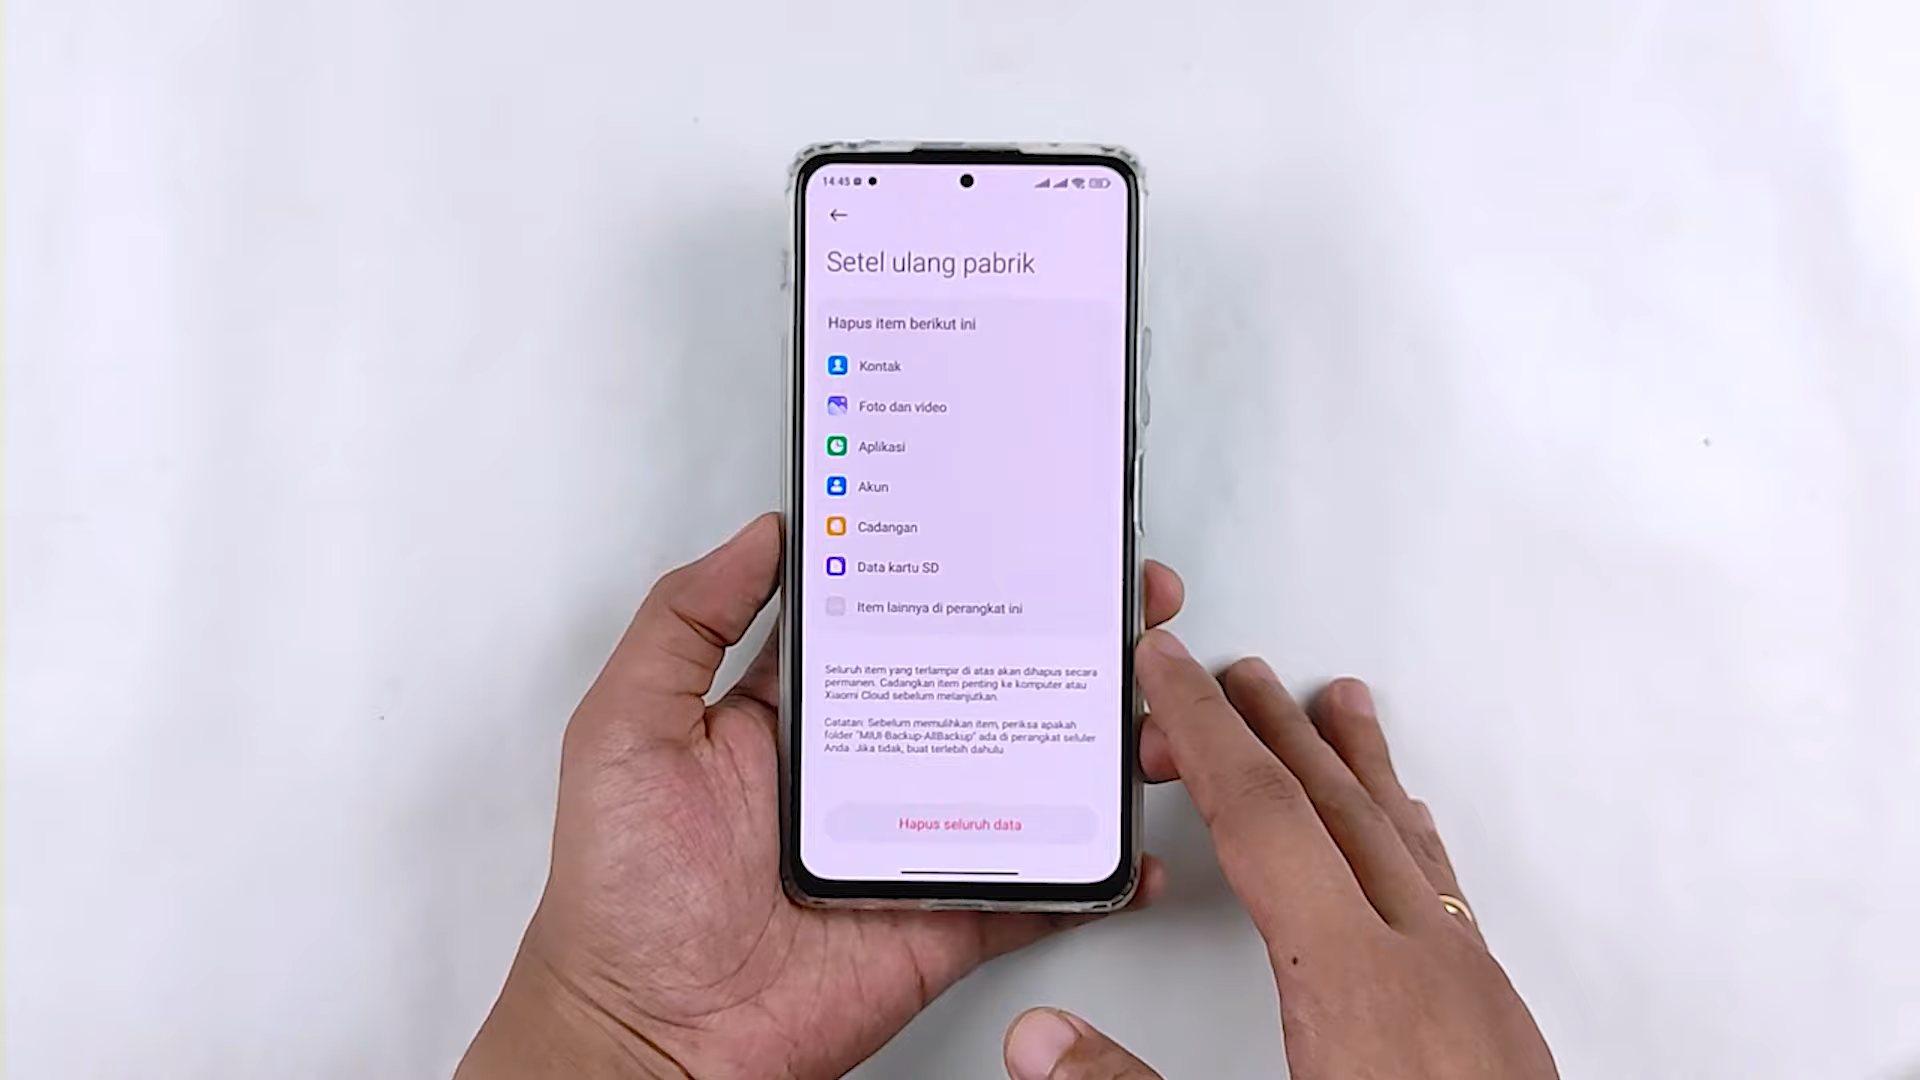 14:45
Setel ulang pabrik
Hapus item berikut ini
Kontak
Foto dan video
Aplikasi
Akun
Cadangan
Data kartu SD
Item lainnya di perangkat ini
Seluruh item yang terlampir di atas akan dihapus secara
permanen. Cadangkan item penting ke komputer atau
Xiaomi Cloud sebelum melanjutkan.
Catatan: Sebelum memulihkan item, periksa apakah
folder "MIUI-Backup-AllBackup" ada di perangkat seluler
Anda. Jika tidak, buat terlebih dahulu.
Hapus seluruh data